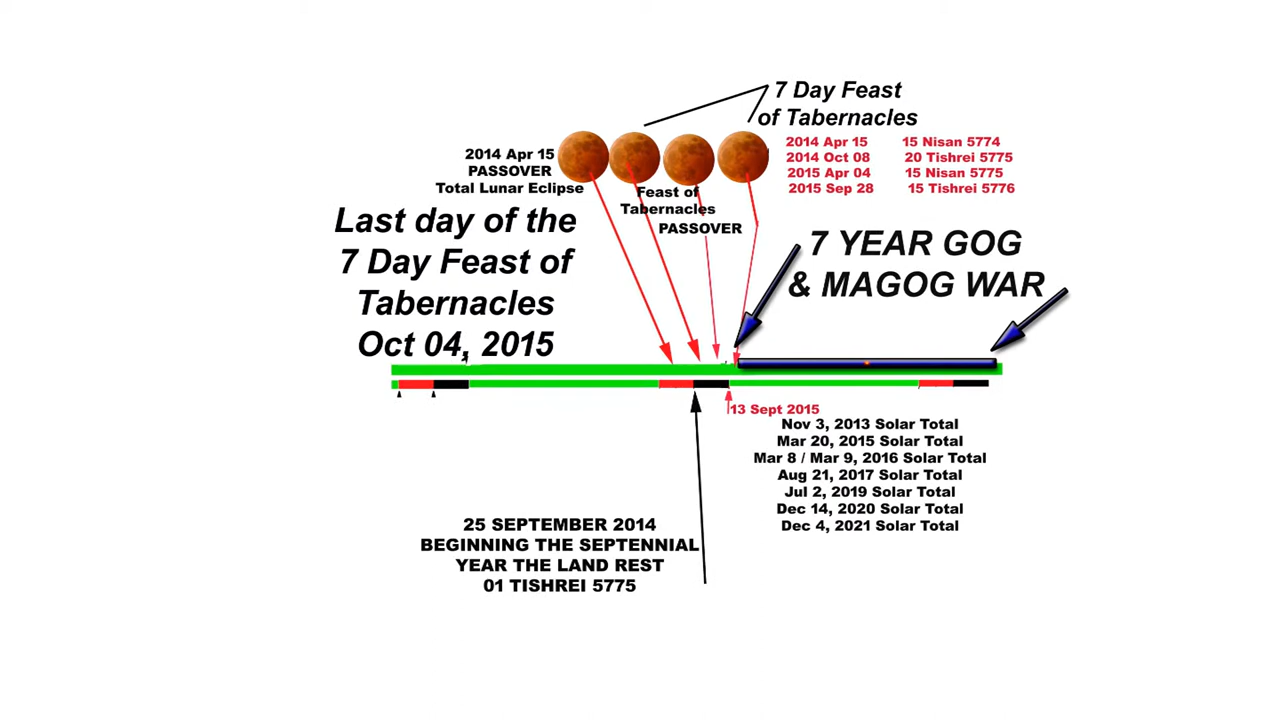 7 Day Feast
of Tabernacles
2014 Apr 15 15 Nisan 5774
2014 Oct 08 20 Tishrei 5775
2015 Apr 04 15 Nisan 5775
2015 Sep 28 15 Tishrei 5776
2014 Apr 15
PASSOVER
Total Lunar Eclipse
Feast of
Tabernacles
PASSOVER
Last day of the
7 Day Feast of
Tabernacles
Oct 04, 2015
7 YEAR GOG
& MAGOG WAR
13 Sept 2015
Nov 3, 2013 Solar Total
Mar 20, 2015 Solar Total
Mar 8 / Mar 9, 2016 Solar Total
Aug 21, 2017 Solar Total
Jul 2, 2019 Solar Total
Dec 14, 2020 Solar Total
Dec 4, 2021 Solar Total
25 SEPTEMBER 2014
BEGINNING THE SEPTENNIAL
YEAR THE LAND REST
01 TISHREI 5775